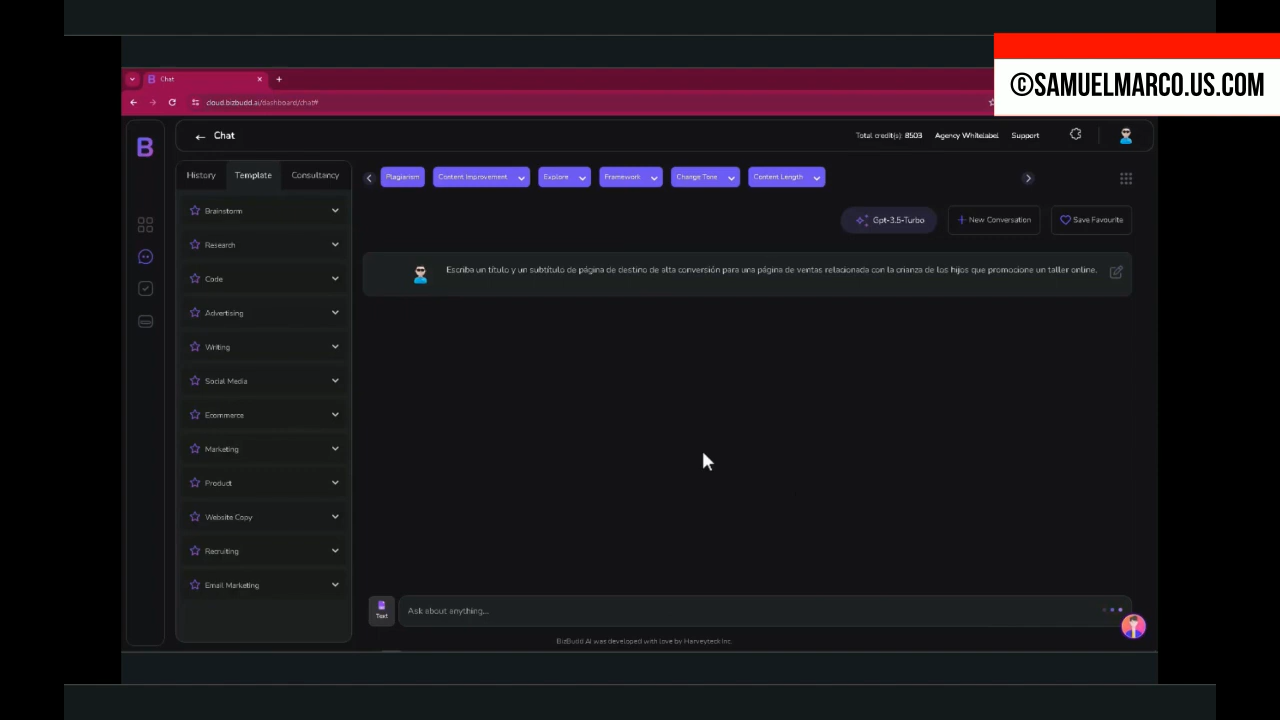 ©SAMUELMARCO.US.COM
Chat
cloud.bizbudd.ai/dashboard/chat#
B
Chat
Total credit(s): 8503
Agency Whitelabel
Support
History
Template
Consultancy
Plagiarism
Content Improvement
Explore
Framework
Change Tone
Content Length
Brainstorm
Research
Code
Advertising
Writing
Social Media
Ecommerce
Marketing
Product
Website Copy
Recruiting
Email Marketing
Gpt-3.5-Turbo
New Conversation
Save Favourite
Escriba un título y un subtítulo de página de destino de alta conversión para una página de ventas relacionada con la crianza de los hijos que promocione un taller online.
Text
Ask about anything...
BizBudd AI was developed with love by Harveyteck Inc.